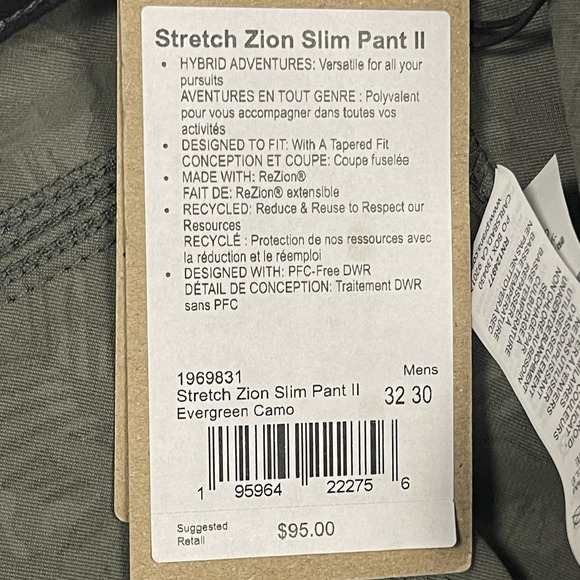 Stretch Zion Slim Pant II
• HYBRID ADVENTURES: Versatile for all your
pursuits
AVENTURES EN TOUT GENRE : Polyvalent
pour vous accompagner dans toutes vos
activités
• DESIGNED TO FIT: With A Tapered Fit
CONCEPTION ET COUPE: Coupe fuselée
• MADE WITH: ReZion®
FAIT DE: ReZion® extensible
• RECYCLED: Reduce & Reuse to Respect our
Resources
RECYCLÉ : Protection de nos ressources avec
la réduction et le réemploi
• DESIGNED WITH: PFC-Free DWR
DÉTAIL DE CONCEPTION: Traitement DWR
sans PFC
1969831
Stretch Zion Slim Pant II
Evergreen Camo
Mens
32 30
1 95964 22275 6
Suggested
Retail
$95.00
RN124977